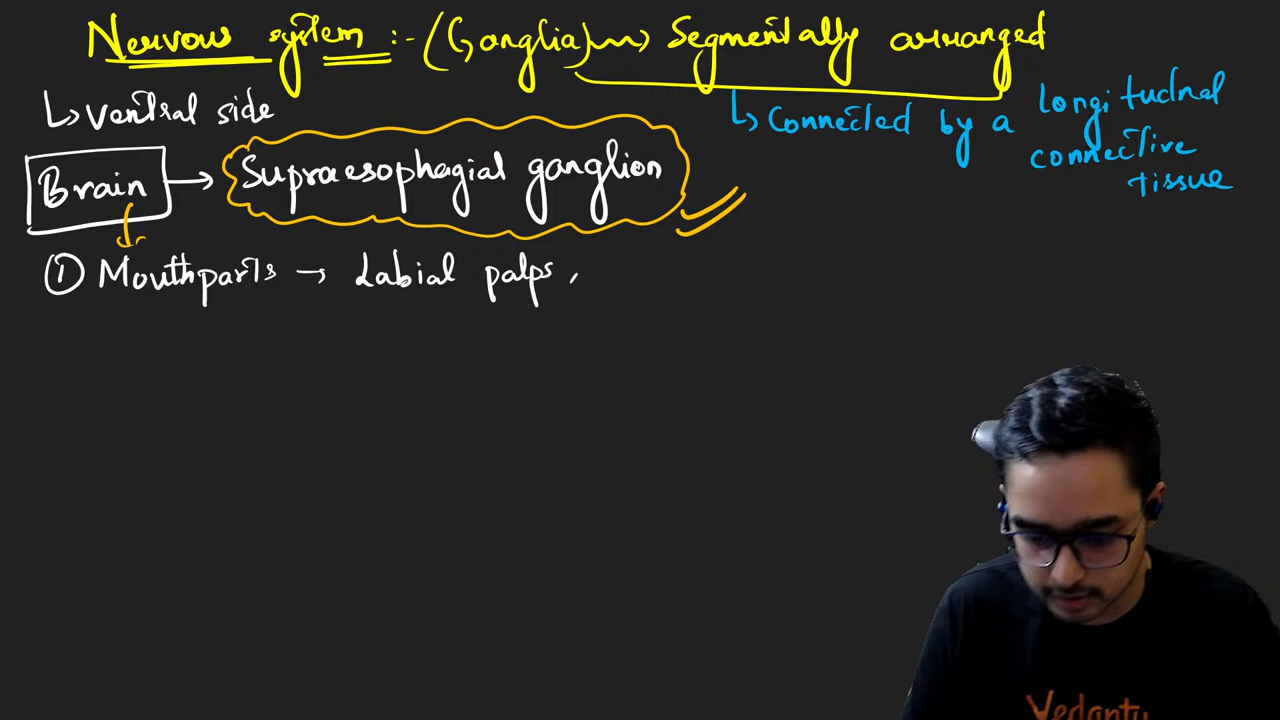 Nervous system :- (Ganglia) → Segmentally arranged
↳ ventral side
↳ Connected by a longitudnal connective tissue
Brain → Supraesophagial ganglion
① Mouthparts → Labial palps ,
Vedantu